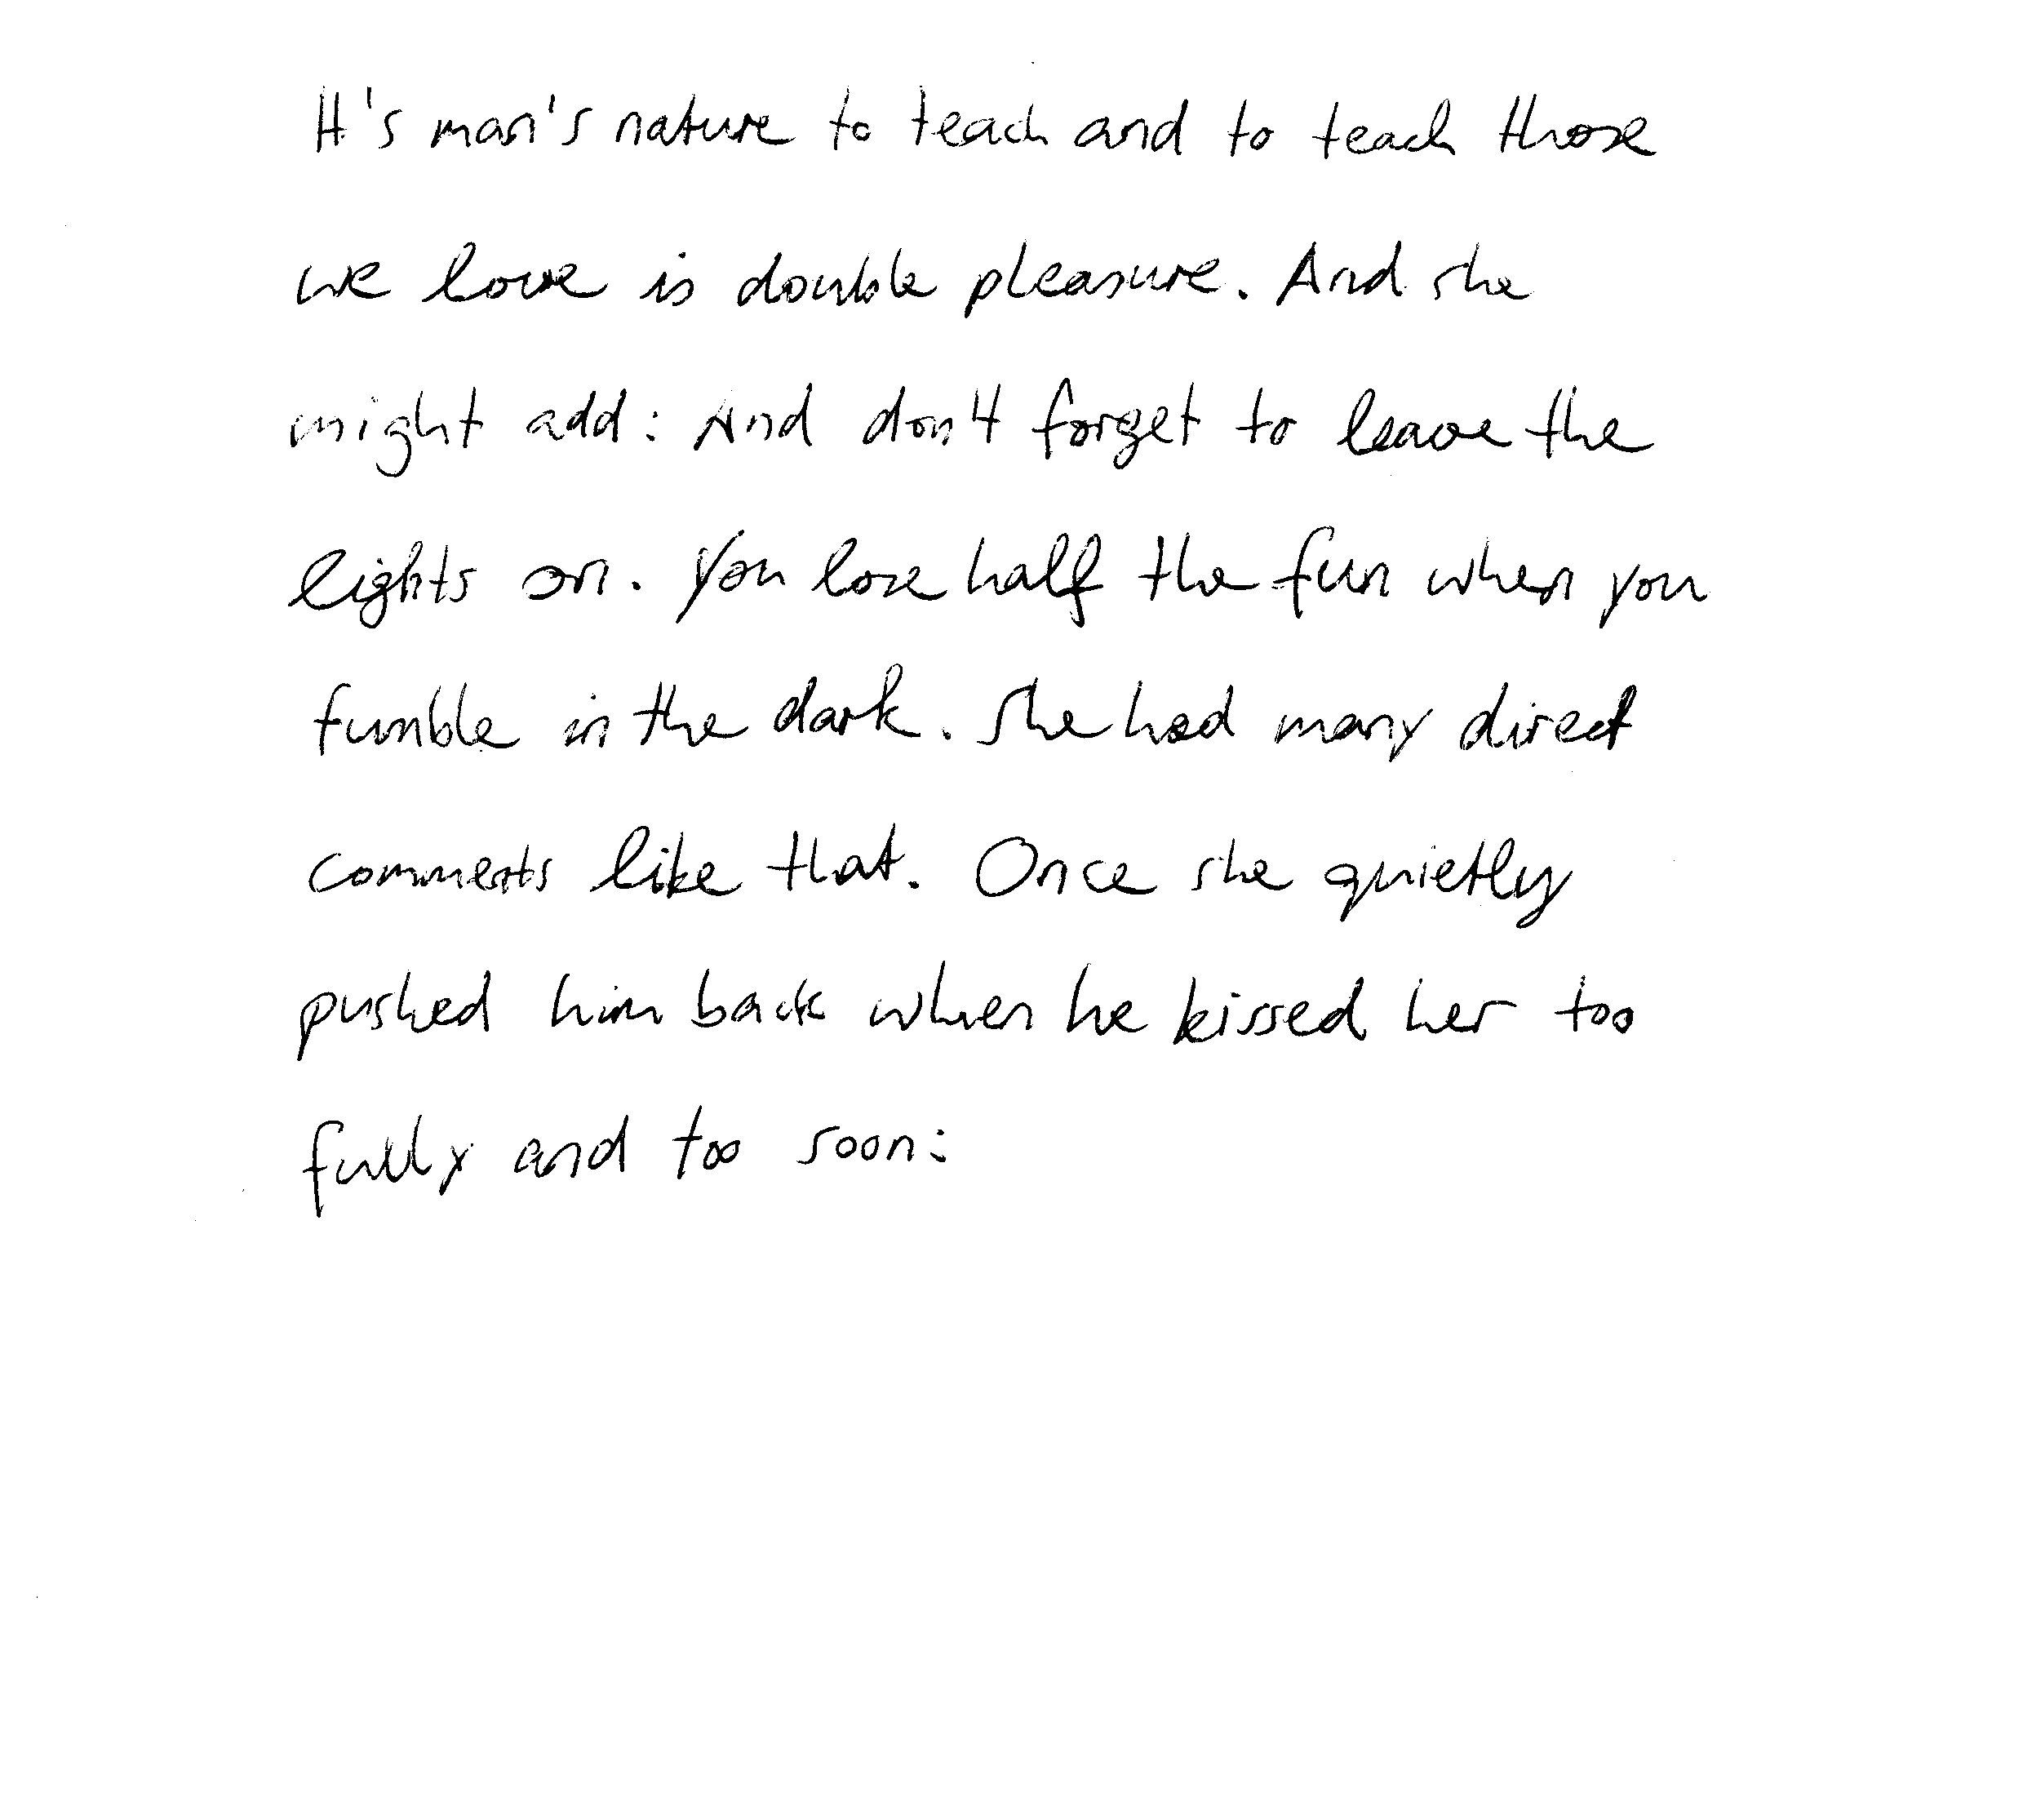 It's man's nature to teach and to teach those
we love is double pleasure. And she
might add: And don't forget to leave the
lights on. You lose half the fun when you
fumble in the dark. She had many direct
comments like that. Once she quietly
pushed him back when he kissed her too
fully and too soon: